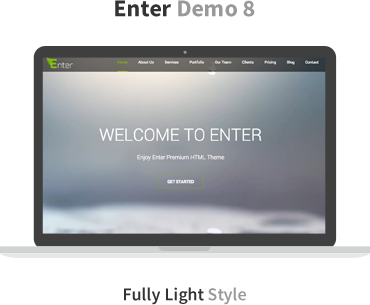 Enter Demo 8
Enter Home About Us Services Portfolio Our Team Clients Pricing Blog Contact
WELCOME TO ENTER
Enjoy Enter Premium HTML Theme
GET STARTED
Fully Light Style